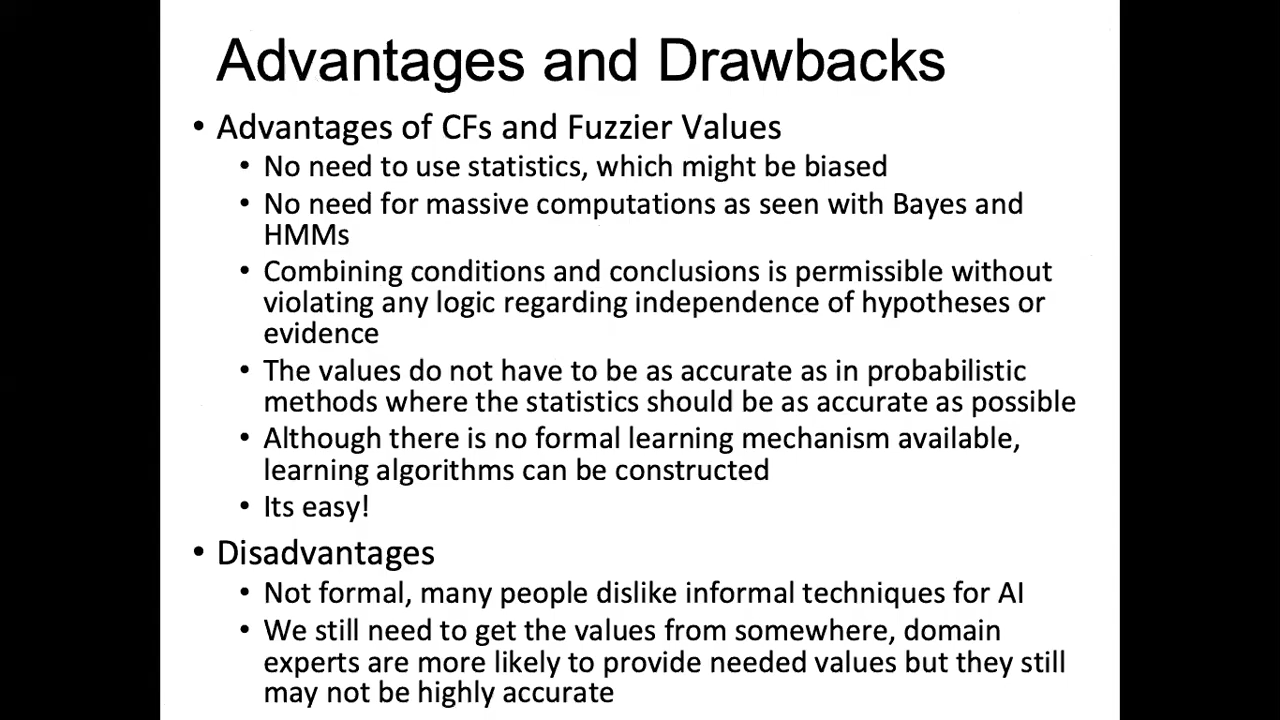 Advantages and Drawbacks
• Advantages of CFs and Fuzzier Values
• No need to use statistics, which might be biased
• No need for massive computations as seen with Bayes and
HMMs
• Combining conditions and conclusions is permissible without
violating any logic regarding independence of hypotheses or
evidence
• The values do not have to be as accurate as in probabilistic
methods where the statistics should be as accurate as possible
• Although there is no formal learning mechanism available,
learning algorithms can be constructed
• Its easy!
• Disadvantages
• Not formal, many people dislike informal techniques for AI
• We still need to get the values from somewhere, domain
experts are more likely to provide needed values but they still
may not be highly accurate